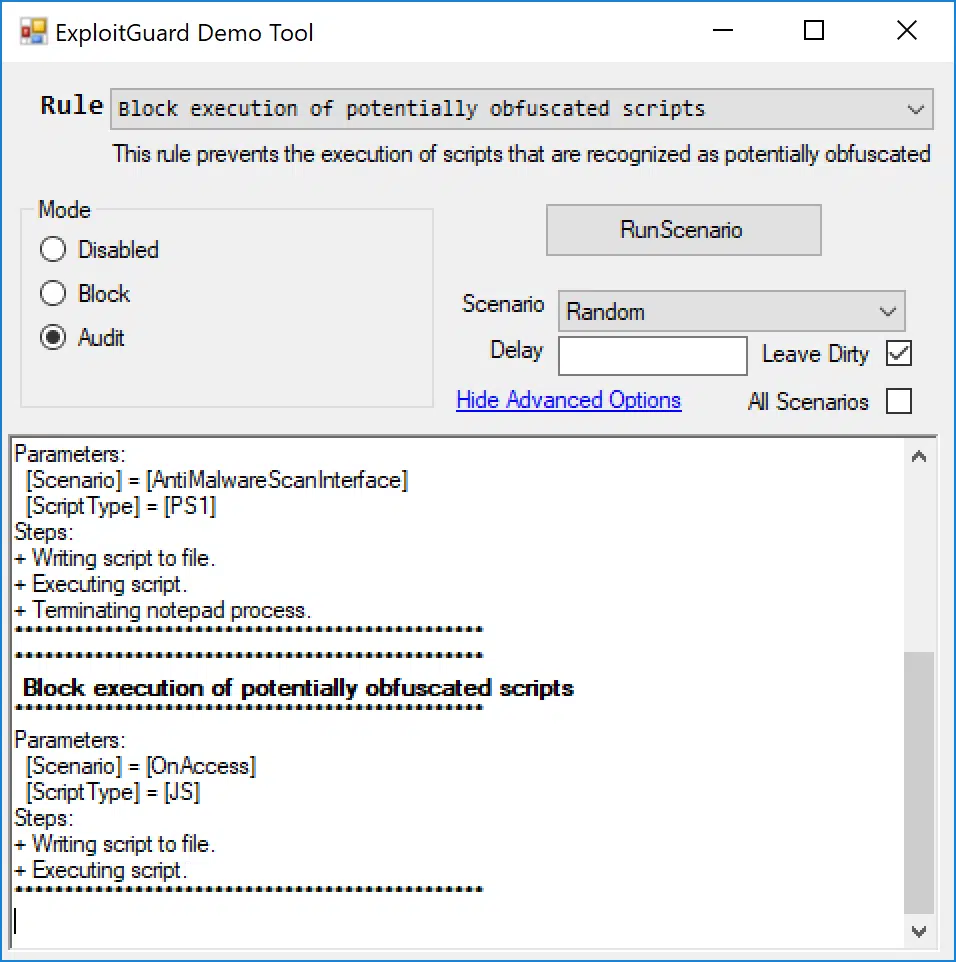 ExploitGuard Demo Tool
Rule Block execution of potentially obfuscated scripts
This rule prevents the execution of scripts that are recognized as potentially obfuscated
Mode
Disabled
Block
Audit
RunScenario
Scenario Random
Delay
Leave Dirty
Hide Advanced Options
All Scenarios
Parameters:
[Scenario] = [AntiMalwareScanInterface]
[ScriptType] = [PS1]
Steps:
+ Writing script to file.
+ Executing script.
+ Terminating notepad process.
***********************************************
***********************************************
Block execution of potentially obfuscated scripts
***********************************************
Parameters:
[Scenario] = [OnAccess]
[ScriptType] = [JS]
Steps:
+ Writing script to file.
+ Executing script.
***********************************************